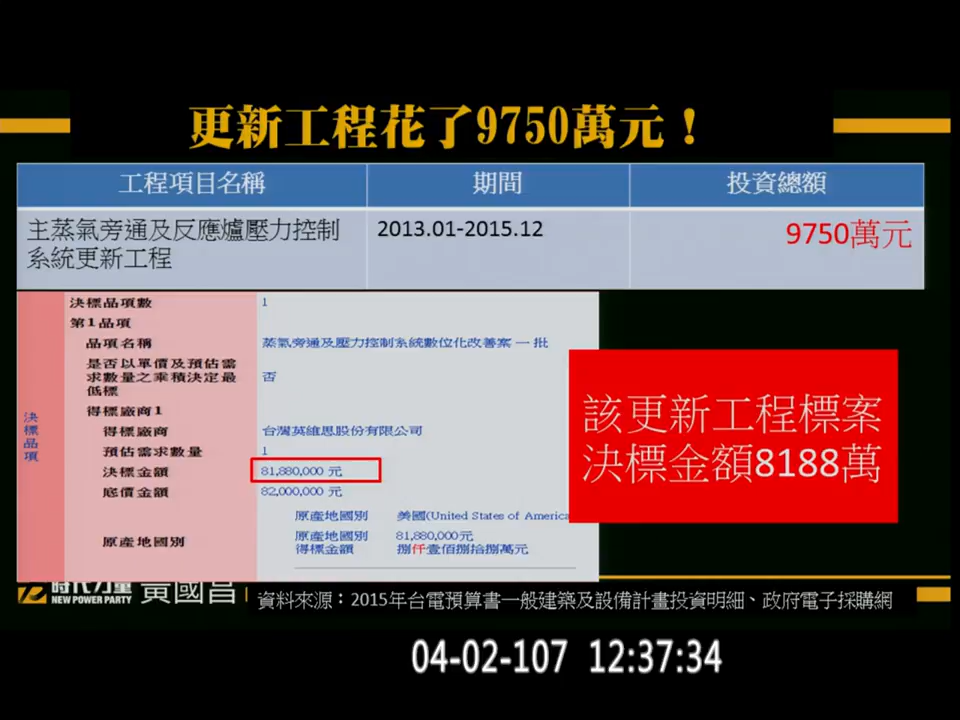 更新工程花了9750萬元！
工程項目名稱 期間 投資總額
主蒸氣旁通及反應爐壓力控制系統更新工程 2013.01-2015.12 9750萬元
決標品項
決標品項數 1
第1品項
品項名稱 蒸氣旁通及壓力控制系統數位化改善案 一 批
是否以單價及預估需求數量之乘積決定最低標 否
得標廠商1
得標廠商 台灣英維思股份有限公司
預估需求數量 1
決標金額 81,880,000 元
底價金額 82,000,000 元
原產地國別
原產地國別 美國(United States of America
原產地國別得標金額 81,880,000元
捌仟壹佰捌拾捌萬元
該更新工程標案
決標金額8188萬
時代力量 黃國昌
NEW POWER PARTY
資料來源：2015年台電預算書一般建築及設備計畫投資明細、政府電子採購網
04-02-107 12:37:34